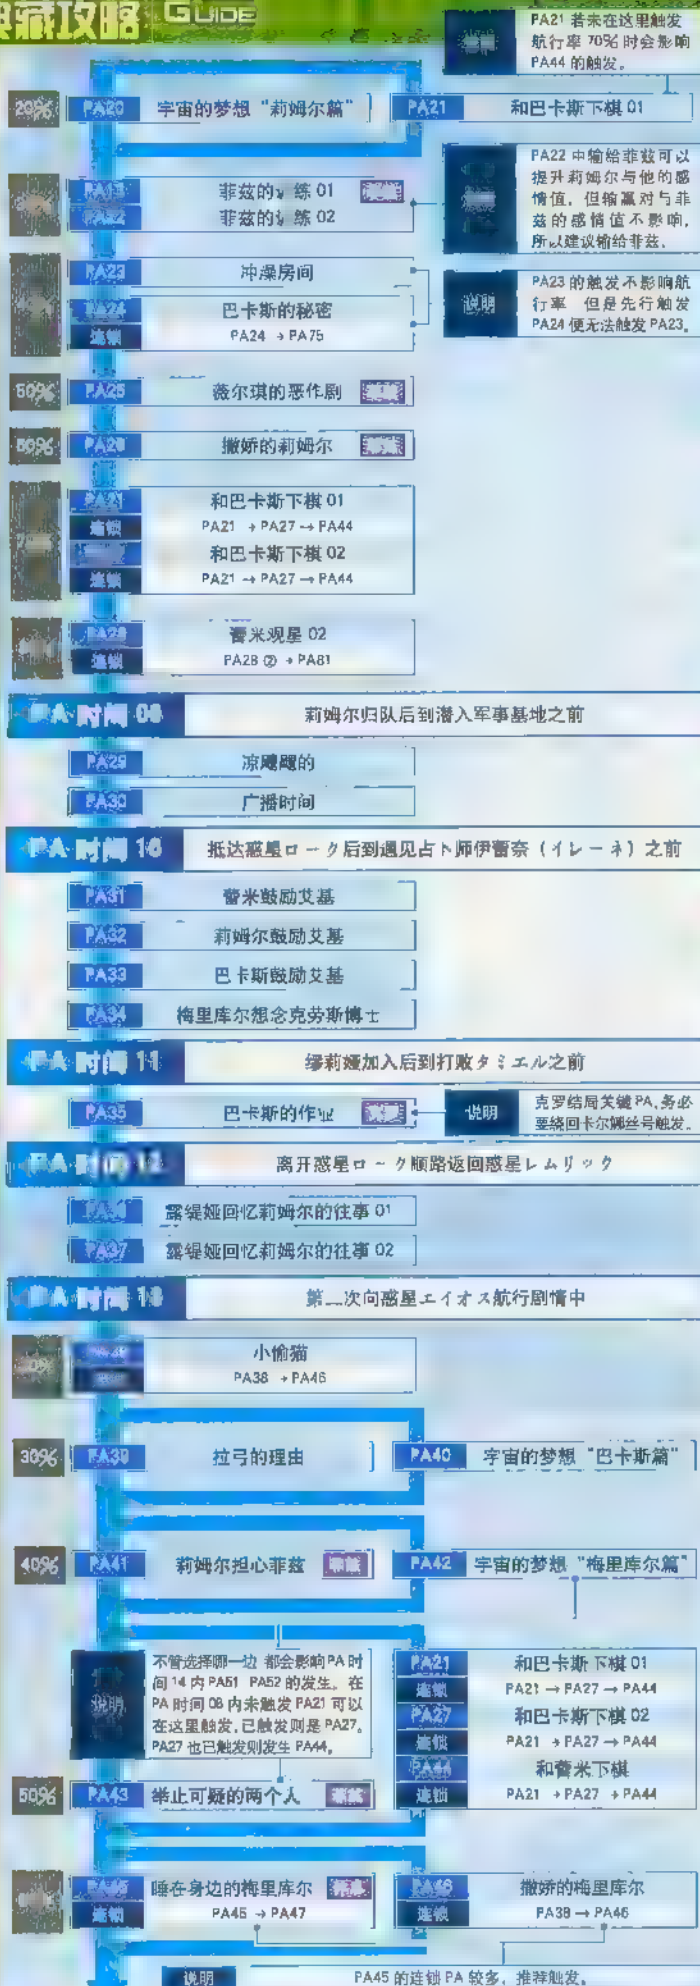 典藏攻略 GUIDE
PA21 若未在这里触发
航行率 70% 时会影响
PA44 的触发。
20% PA20 宇宙的梦想“莉姆尔篇” PA21 和巴卡斯下棋 01
菲兹的 练 01
菲兹的 练 02
PA22 中输给菲兹可以
提升莉姆尔与他的感
情值，但输赢对与菲
兹的感情值不影响，
所以建议输给菲兹。
PA23 冲澡房间
PA24 巴卡斯的秘密
连锁 PA24 → PA75
说明
PA23 的触发不影响航
行率 但是先行触发
PA24 便无法触发 PA23。
50% PA25 薇尔琪的恶作剧
60% PA26 撒娇的莉姆尔
PA21 和巴卡斯下棋 01
连锁 PA21 → PA27 → PA44
和巴卡斯下棋 02
连锁 PA21 → PA27 → PA44
PA28 蕾米观星 02
连锁 PA28 ② → PA81
PA 时间 09 莉姆尔归队后到潜入军事基地之前
PA29 凉飕飕的
PA30 广播时间
PA 时间 10 抵达惑星ローク后到遇见占卜师伊蕾奈（イレーネ）之前
PA31 蕾米鼓励艾基
PA32 莉姆尔鼓励艾基
PA33 巴卡斯鼓励艾基
PA34 梅里库尔想念克劳斯博士
PA 时间 11 缪莉娅加入后到打败タミエル之前
PA35 巴卡斯的作业
说明
克罗结局关键 PA，务必
要绕回卡尔娜丝号触发。
离开惑星ローク顺路返回惑星レムリック
露缇娅回忆莉姆尔的往事 01
PA37 露缇娅回忆莉姆尔的往事 02
PA 时间 13 第二次向惑星エイオス航行剧情中
小偷猫
PA38 → PA46
30% PA39 拉弓的理由 PA40 宇宙的梦想“巴卡斯篇”
40% PA41 莉姆尔担心菲兹 PA42 宇宙的梦想“梅里库尔篇”
说明
不管选择哪一边 都会影响 PA 时
间 14 内 PA51 PA52 的发生。在
PA 时间 08 内未触发 PA21 可以
在这里触发，已触发则是 PA27。
PA27 也已触发则发生 PA44。
PA21 和巴卡斯下棋 01
连锁 PA21 → PA27 → PA44
PA27 和巴卡斯下棋 02
连锁 PA21 → PA27 → PA44
PA44 和蕾米下棋
连锁 PA21 → PA27 → PA44
50% PA43 举止可疑的两个人
PA45 睡在身边的梅里库尔
连锁 PA45 → PA47
PA46 撒娇的梅里库尔
连锁 PA38 → PA46
说明 PA45 的连锁 PA 较多，推荐触发。